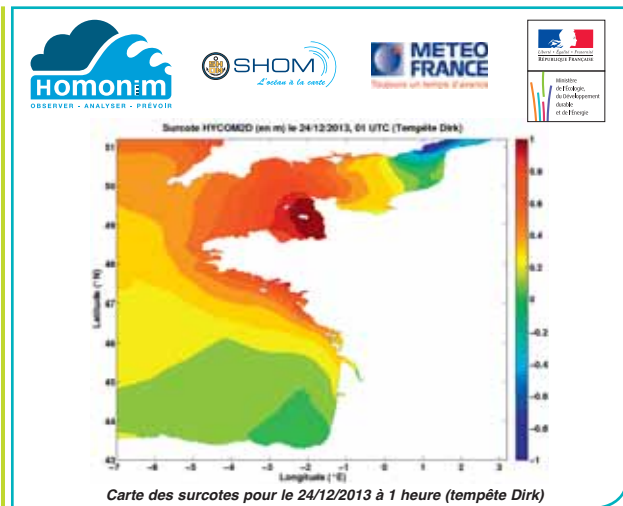 HOMONIM
OBSERVER - ANALYSER - PRÉVOIR
SHOM
L'océan à la carte
METEO
FRANCE
Toujours un temps d'avance
Liberté • Égalité • Fraternité
RÉPUBLIQUE FRANÇAISE
Ministère
de l'Écologie,
du Développement
durable
et de l'Énergie
Surcote HYCOM2D (en m) le 24/12/2013, 01 UTC (Tempête Dirk)
51
50
49
48
47
46
45
44
43
Latitude (°N)
-7 -6 -5 -4 -3 -2 -1 0 1 2 3
Longitude (°E)
1
0.8
0.6
0.4
0.2
0
-0.2
-0.4
-0.6
-0.8
-1
Carte des surcotes pour le 24/12/2013 à 1 heure (tempête Dirk)